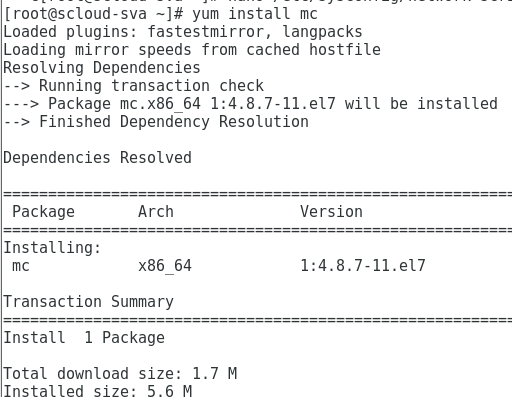 [root@scloud-sva ~]# yum install mc
Loaded plugins: fastestmirror, langpacks
Loading mirror speeds from cached hostfile
Resolving Dependencies
--> Running transaction check
---> Package mc.x86_64 1:4.8.7-11.el7 will be installed
--> Finished Dependency Resolution
Dependencies Resolved
=========================================================
Package Arch Version
=========================================================
Installing:
mc x86_64 1:4.8.7-11.el7
Transaction Summary
=========================================================
Install 1 Package
Total download size: 1.7 M
Installed size: 5.6 M